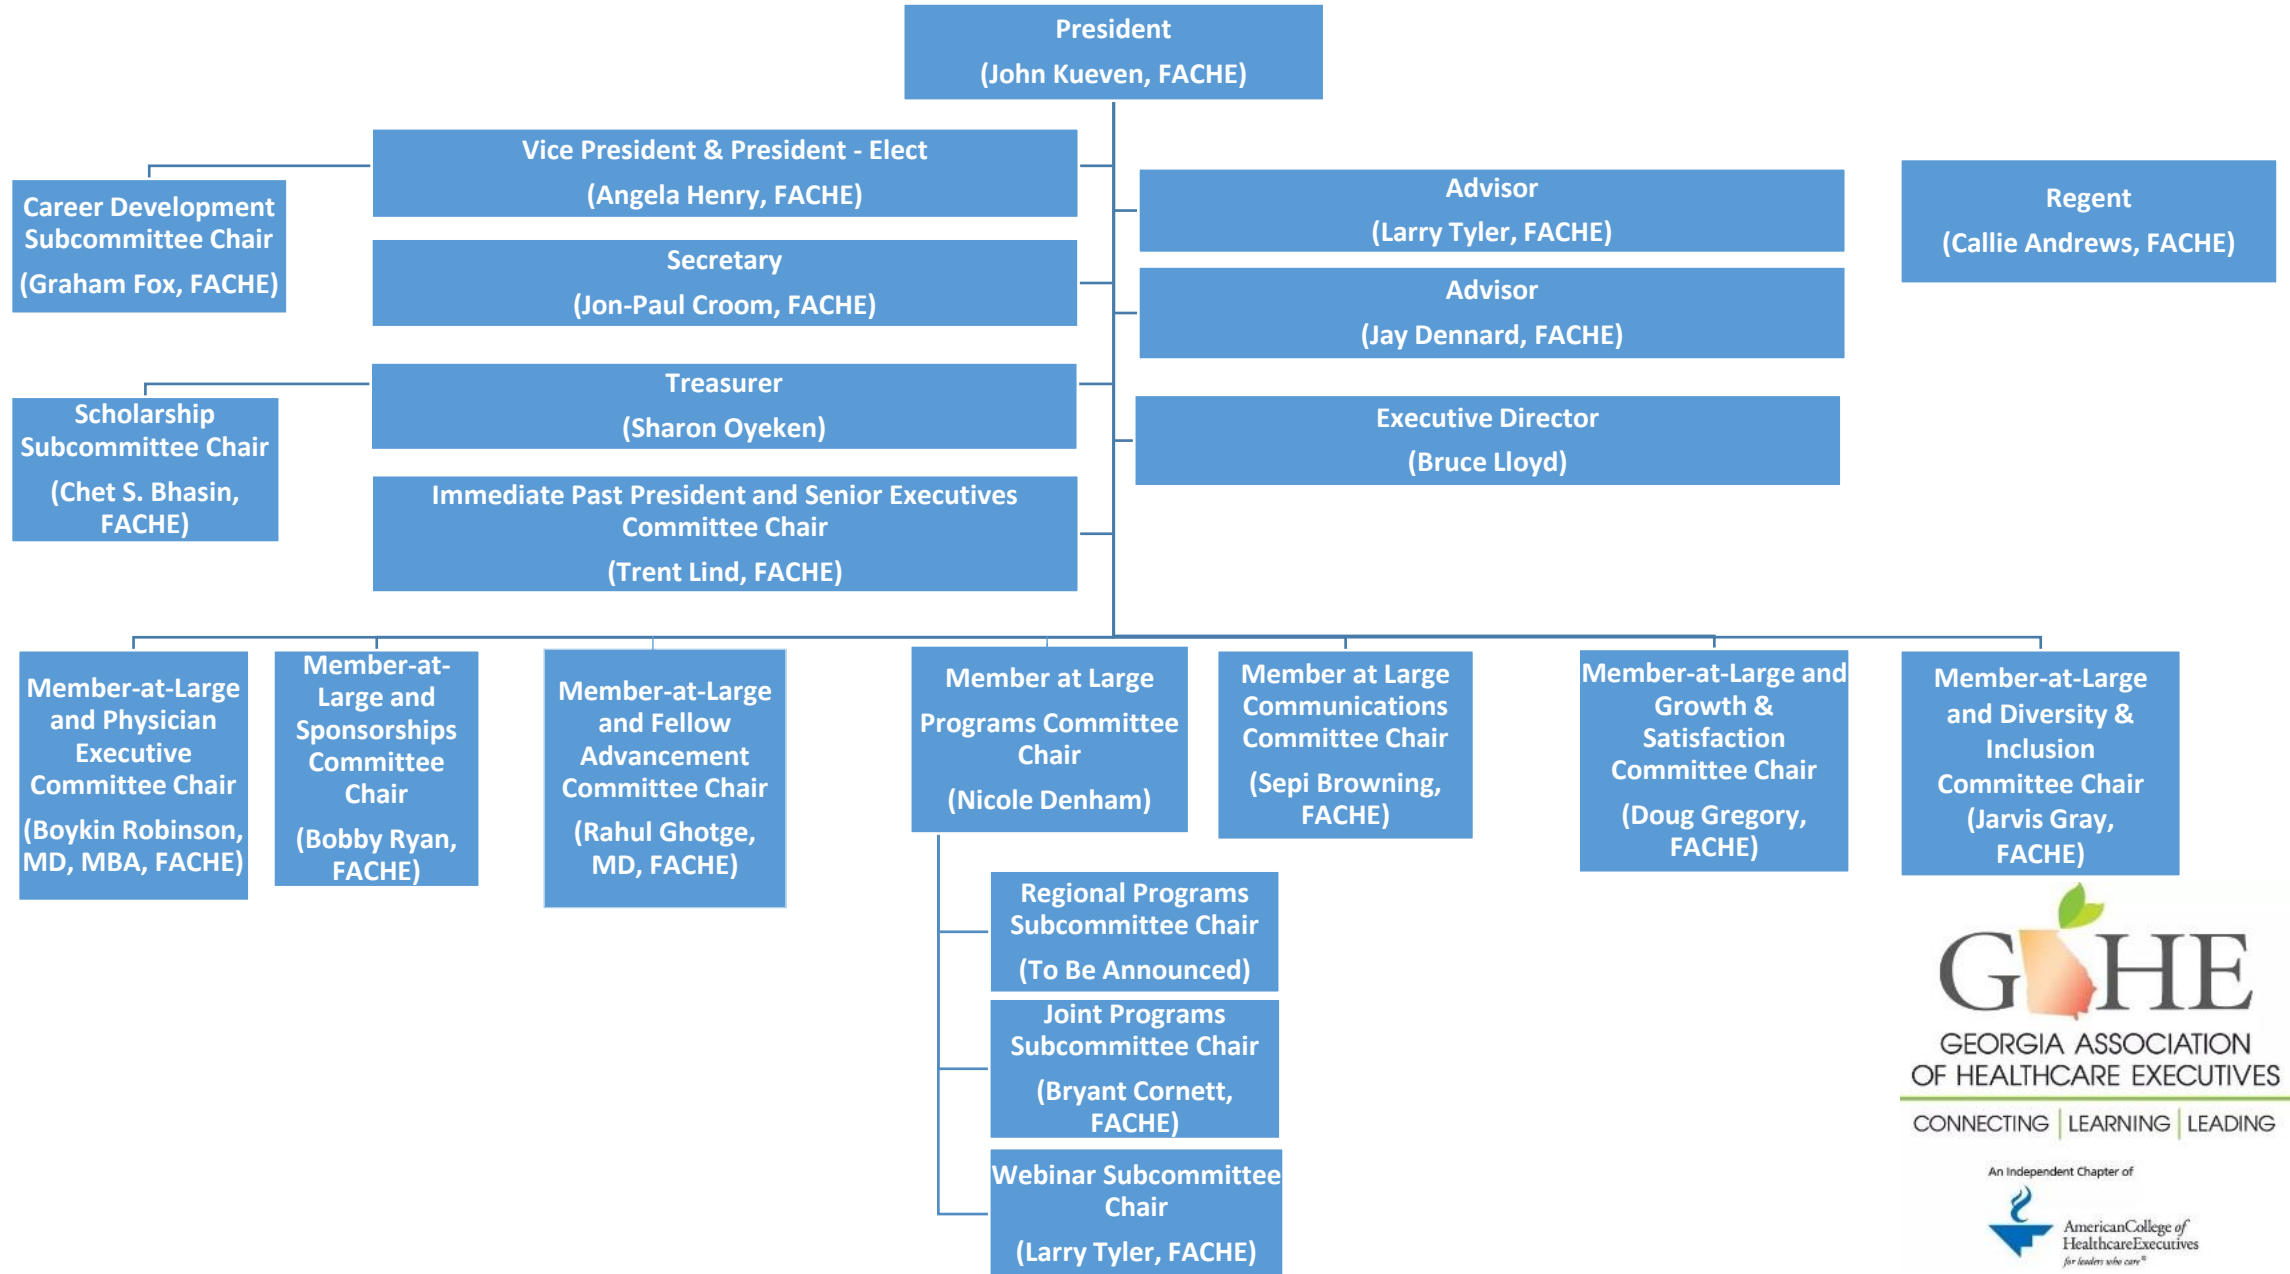 President
(John Kueven, FACHE)
Vice President & President - Elect
(Angela Henry, FACHE)
Career Development
Subcommittee Chair
(Graham Fox, FACHE)
Advisor
(Larry Tyler, FACHE)
Regent
(Callie Andrews, FACHE)
Secretary
(Jon-Paul Croom, FACHE)
Advisor
(Jay Dennard, FACHE)
Treasurer
(Sharon Oyeken)
Scholarship
Subcommittee Chair
(Chet S. Bhasin,
FACHE)
Executive Director
(Bruce Lloyd)
Immediate Past President and Senior Executives
Committee Chair
(Trent Lind, FACHE)
Member-at-Large
and Physician
Executive
Committee Chair
(Boykin Robinson,
MD, MBA, FACHE)
Member-at-
Large and
Sponsorships
Committee
Chair
(Bobby Ryan,
FACHE)
Member-at-Large
and Fellow
Advancement
Committee Chair
(Rahul Ghotge,
MD, FACHE)
Member at Large
Programs Committee
Chair
(Nicole Denham)
Member at Large
Communications
Committee Chair
(Sepi Browning,
FACHE)
Member-at-Large and
Growth &
Satisfaction
Committee Chair
(Doug Gregory,
FACHE)
Member-at-Large
and Diversity &
Inclusion
Committee Chair
(Jarvis Gray,
FACHE)
Regional Programs
Subcommittee Chair
(To Be Announced)
Joint Programs
Subcommittee Chair
(Bryant Cornett,
FACHE)
Webinar Subcommittee
Chair
(Larry Tyler, FACHE)
G HE
GEORGIA ASSOCIATION
OF HEALTHCARE EXECUTIVES
CONNECTING | LEARNING | LEADING
An Independent Chapter of
AmericanCollege of
HealthcareExecutives
for leaders who care®